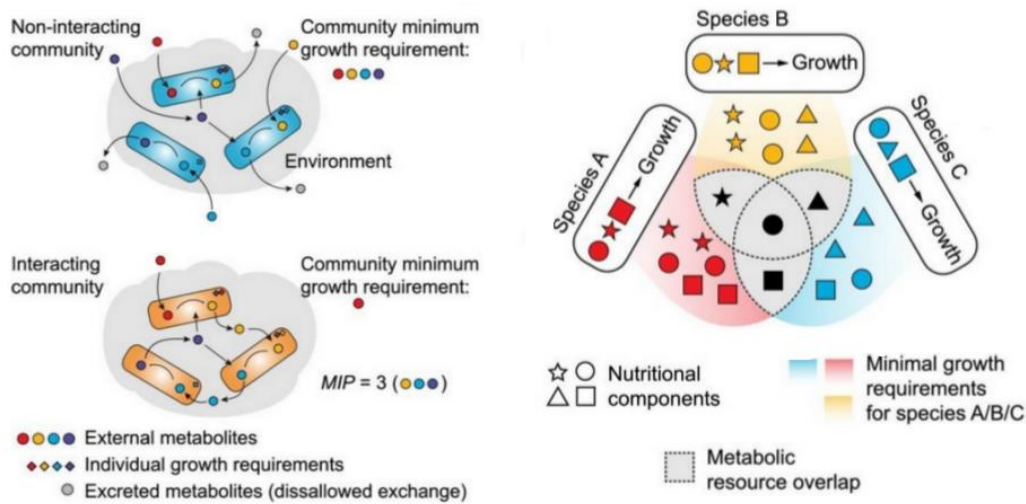 Non-interacting
community
Community minimum
growth requirement:
Environment
Interacting
community
Community minimum
growth requirement:
MIP = 3 ( )
External metabolites
Individual growth requirements
Excreted metabolites (dissallowed exchange)
Species B
Growth
Species A
Growth
Species C
Growth
Nutritional
components
Minimal growth
requirements
for species A/B/C
Metabolic
resource overlap